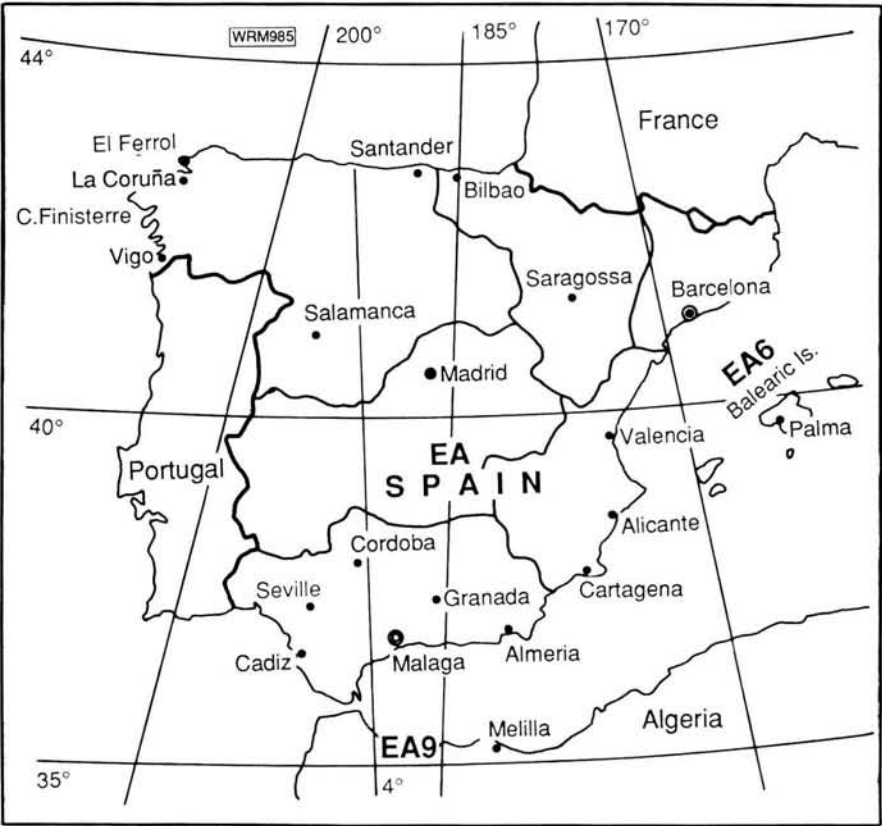 WRM985
200°
185°
170°
44°
France
El Ferrol
Santander
La Coruña
Bilbao
C.Finisterre
Vigo
Saragossa
Barcelona
Salamanca
EA6
Balearic Is.
Madrid
40°
Valencia
Palma
EA
Portugal
SPAIN
Alicante
Cordoba
Seville
Granada
Cartagena
Cadiz
Malaga
Almeria
Melilla
Algeria
EA9
35°
4°